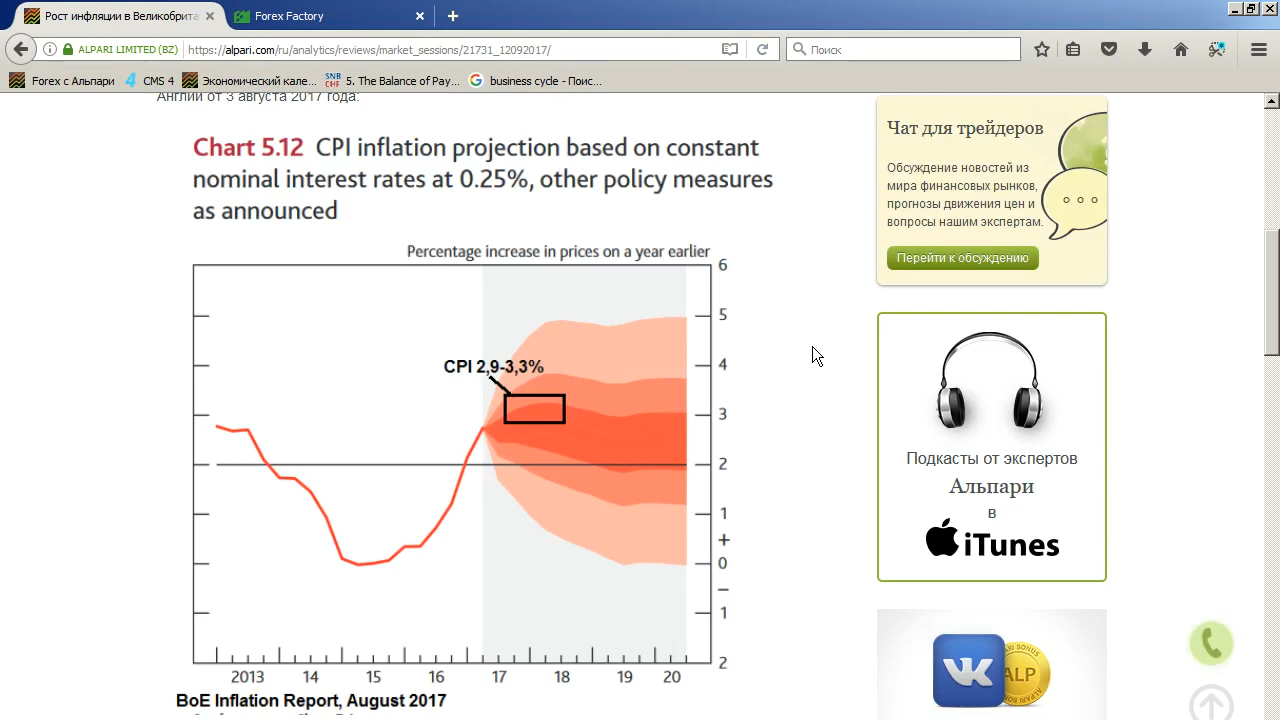 Рост инфляции в Великобрита
Forex Factory
ALPARI LIMITED (BZ)
https://alpari.com/ru/analytics/reviews/market_sessions/21731_12092017/
Поиск
Forex с Альпари
CMS 4
Экономический кале...
SNB
5. The Balance of Pay...
business cycle - Поис...
Англии от 3 августа 2017 года:
Chart 5.12 CPI inflation projection based on constant
nominal interest rates at 0.25%, other policy measures
as announced
Percentage increase in prices on a year earlier
6
5
4
3
2
1
+
0
–
1
2
CPI 2,9-3,3%
2013 14 15 16 17 18 19 20
BoE Inflation Report, August 2017
Чат для трейдеров
Обсуждение новостей из
мира финансовых рынков,
прогнозы движения цен и
вопросы нашим экспертам.
Перейти к обсуждению
Подкасты от экспертов
Альпари
в
iTunes
ALPARI BONUS
ALP